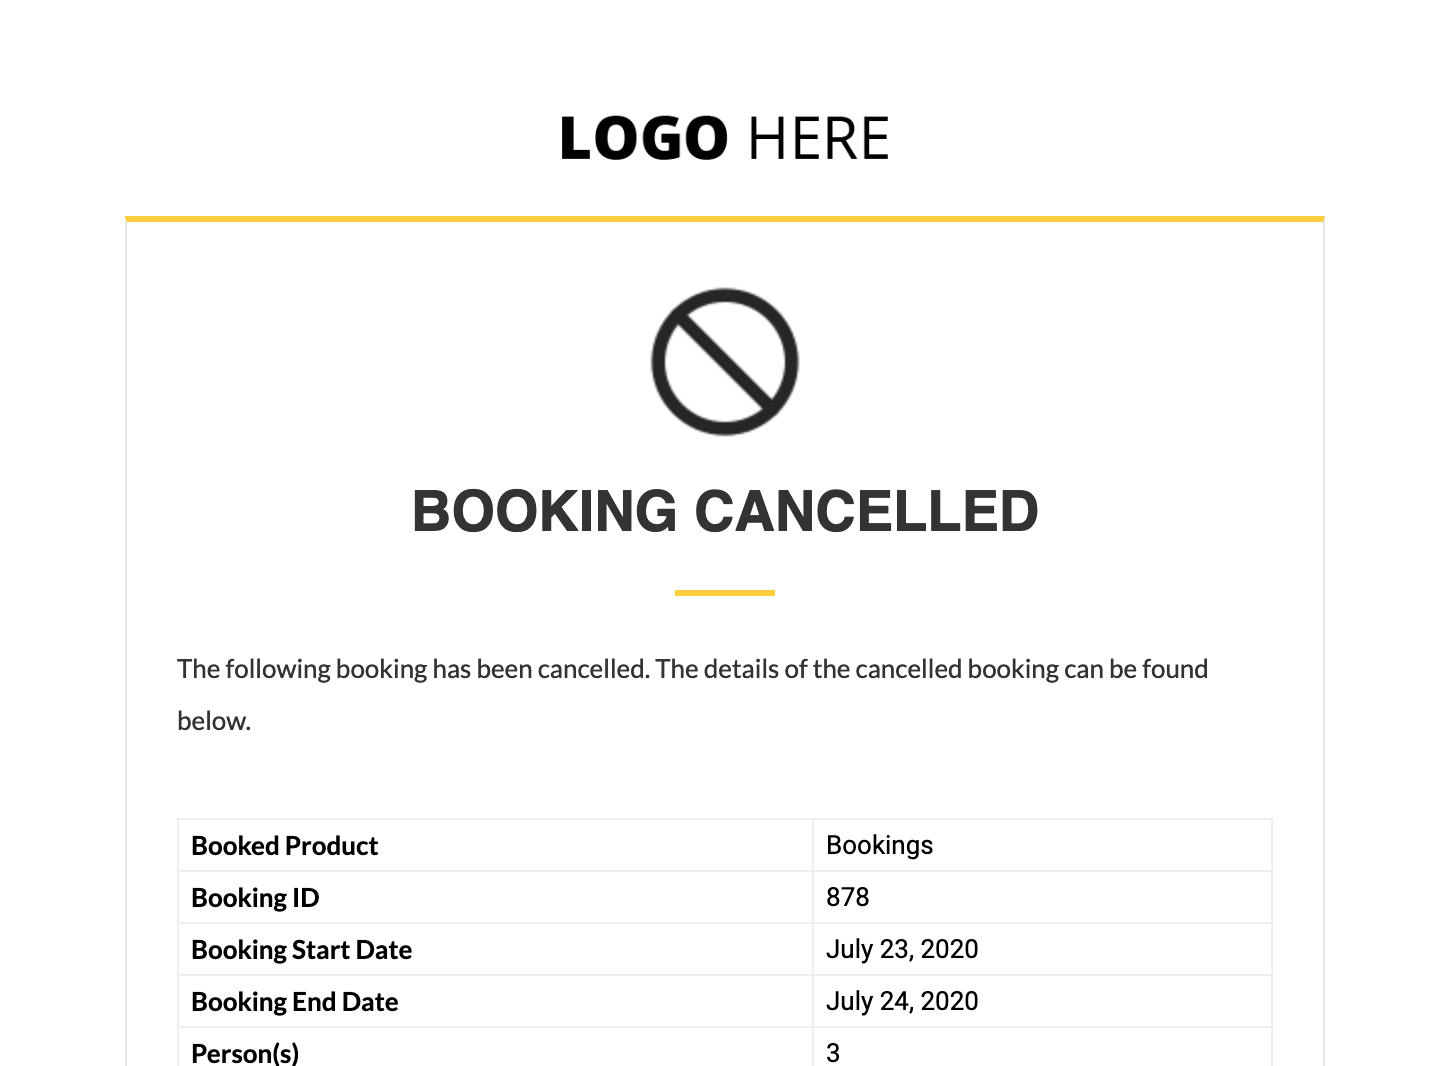 LOGO HERE
BOOKING CANCELLED
The following booking has been cancelled. The details of the cancelled booking can be found
below.
Booked Product Bookings
Booking ID 878
Booking Start Date July 23, 2020
Booking End Date July 24, 2020
Person(s) 3